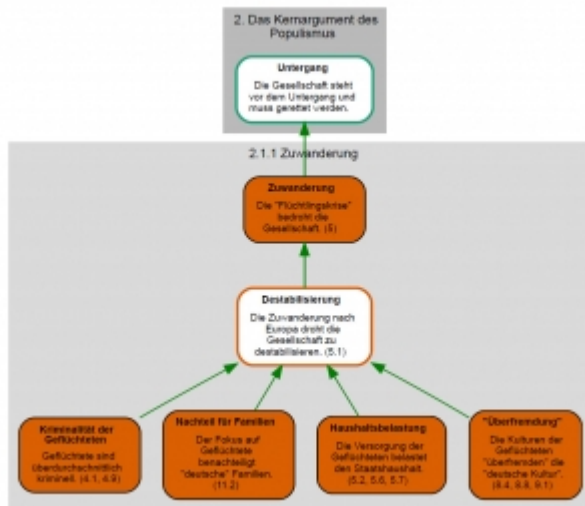 2. Das Kernargument des
Populismus
Untergang
Die Gesellschaft steht
vor dem Untergang und
muss gerettet werden.
2.1.1 Zuwanderung
Zuwanderung
Die "Flüchtlingskrise"
bedroht die
Gesellschaft. (5)
Destabilisierung
Die Zuwanderung nach
Europa droht die
Gesellschaft zu
destabilisieren. (5.1)
Kriminalität der
Geflüchteten
Geflüchtete sind
überdurchschnittlich
kriminell. (4.1, 4.9)
Nachteil für Familien
Der Fokus auf
Geflüchtete
benachteiligt
"deutsche" Familien.
(11.2)
Haushaltsbelastung
Die Versorgung der
Geflüchteten belastet
den Staatshaushalt.
(5.2, 5.6, 5.7)
"Überfremdung"
Die Kulturen der
Geflüchteten
"überfremden" die
"deutsche Kultur".
(8.4, 8.8, 9.1)